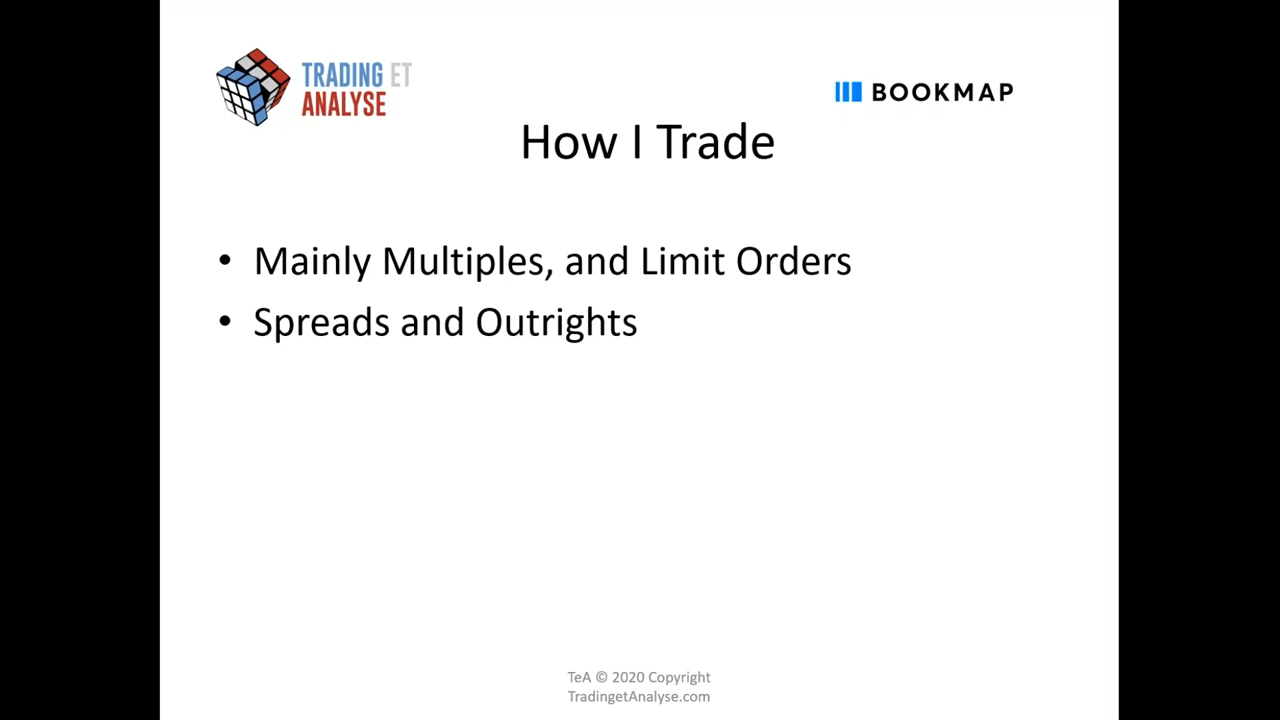 TRADING ET
ANALYSE
BOOKMAP
How I Trade
• Mainly Multiples, and Limit Orders
• Spreads and Outrights
TeA © 2020 Copyright
TradingetAnalyse.com